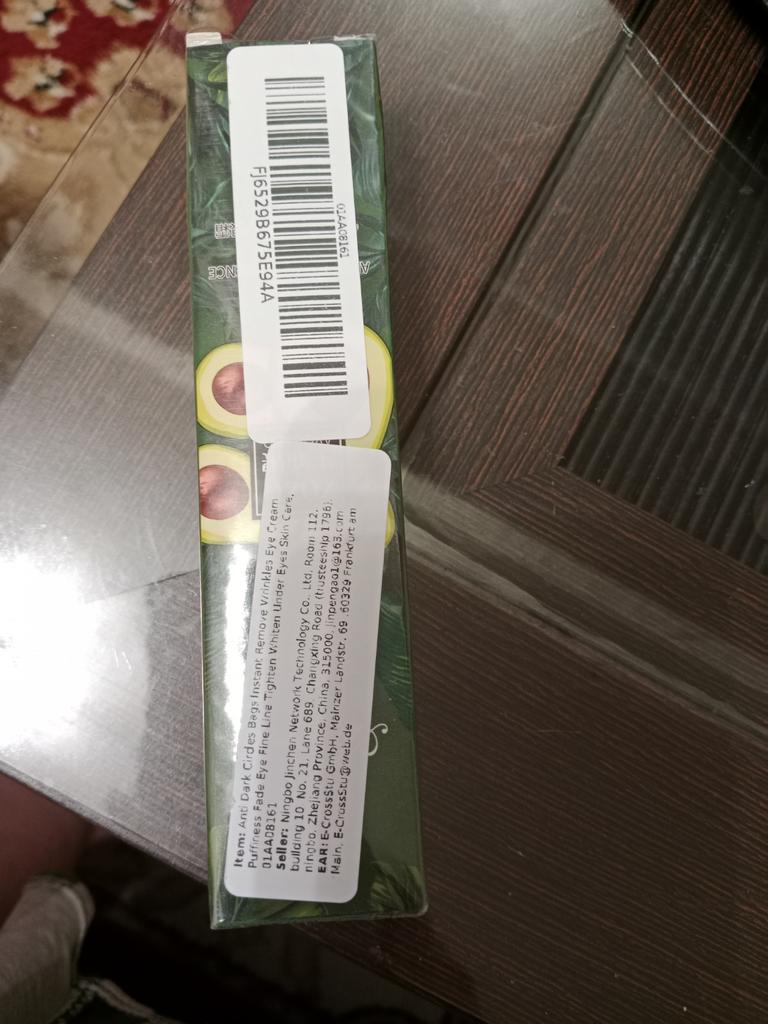 01AA08161
FJ6529B675E94A
Item: Anti Dark Circles Bags Instant Remove Wrinkles Eye Cream
Puffiness Fade Eye Fine Line Tighten Whiten Under Eyes Skin Care,
01AA08161
Seller: Ningbo Jinchen Network Technology Co., Ltd, Room 112,
building 10, No. 21, Lane 689, Changxing Road (trusteeship 1796),
ningbo, Zhejiang Province, China, 315000, jinpengao1@163.com
EAR: E-CrossStu GmbH, Mainzer Landstr. 69, 60329 Frankfurt am
Main, E-CrossStu@web.de